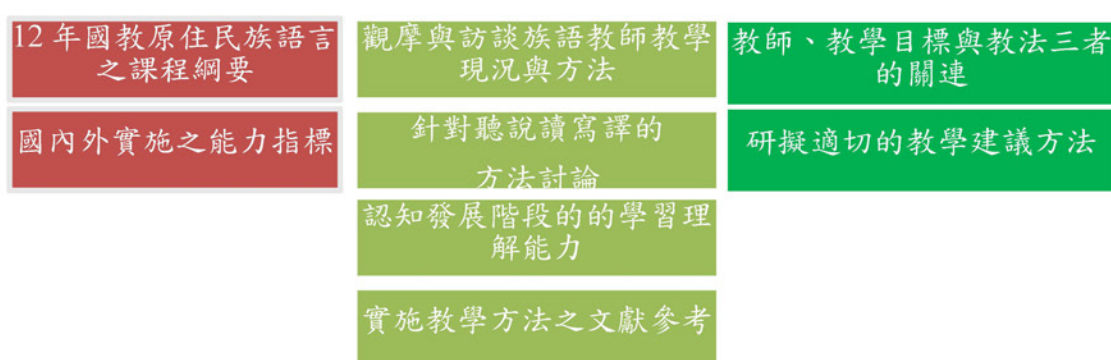 12 年國教原住民族語言
之課程綱要
國內外實施之能力指標
觀摩與訪談族語教師教學
現況與方法
針對聽說讀寫譯的
方法討論
認知發展階段的的學習理
解能力
實施教學方法之文獻參考
教師、教學目標與教法三者
的關連
研擬適切的教學建議方法